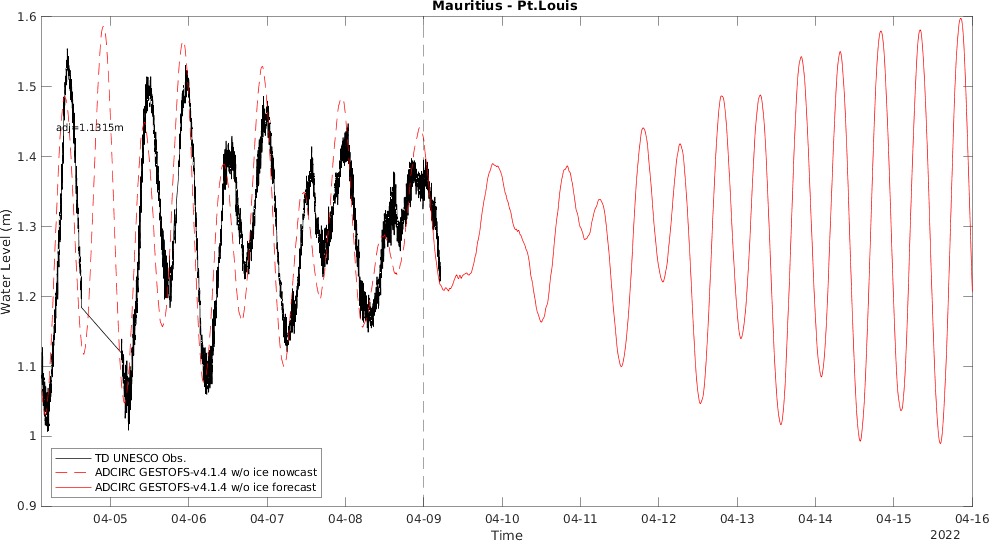 Mauritius - Pt.Louis
1.6
1.5
1.4
1.3
1.2
1.1
1
0.9
Water Level (m)
adj=1.1315m
TD UNESCO Obs.
ADCIRC GESTOFS-v4.1.4 w/o ice nowcast
ADCIRC GESTOFS-v4.1.4 w/o ice forecast
04-05 04-06 04-07 04-08 04-09 04-10 04-11 04-12 04-13 04-14 04-15 04-16
Time
2022